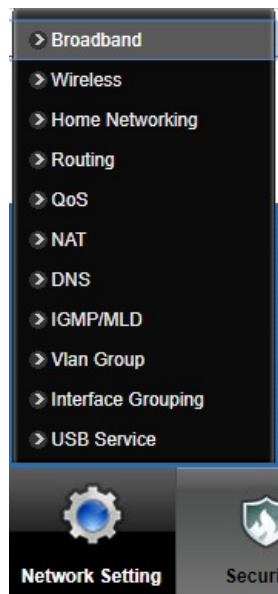 Broadband
Wireless
Home Networking
Routing
QoS
NAT
DNS
IGMP/MLD
Vlan Group
Interface Grouping
USB Service
Network Setting